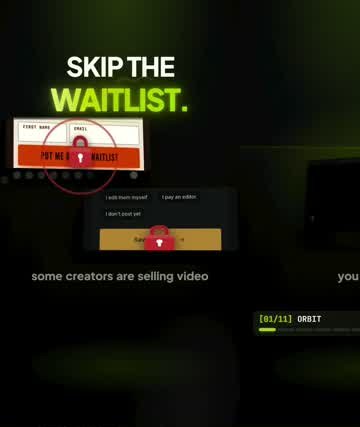 SKIP THE
WAITLIST.
FIRST NAME
EMAIL
PUT ME WAITLIST
I edit them myself
I pay an editor
I don't post yet
some creators are selling video
you
[01/11] ORBIT